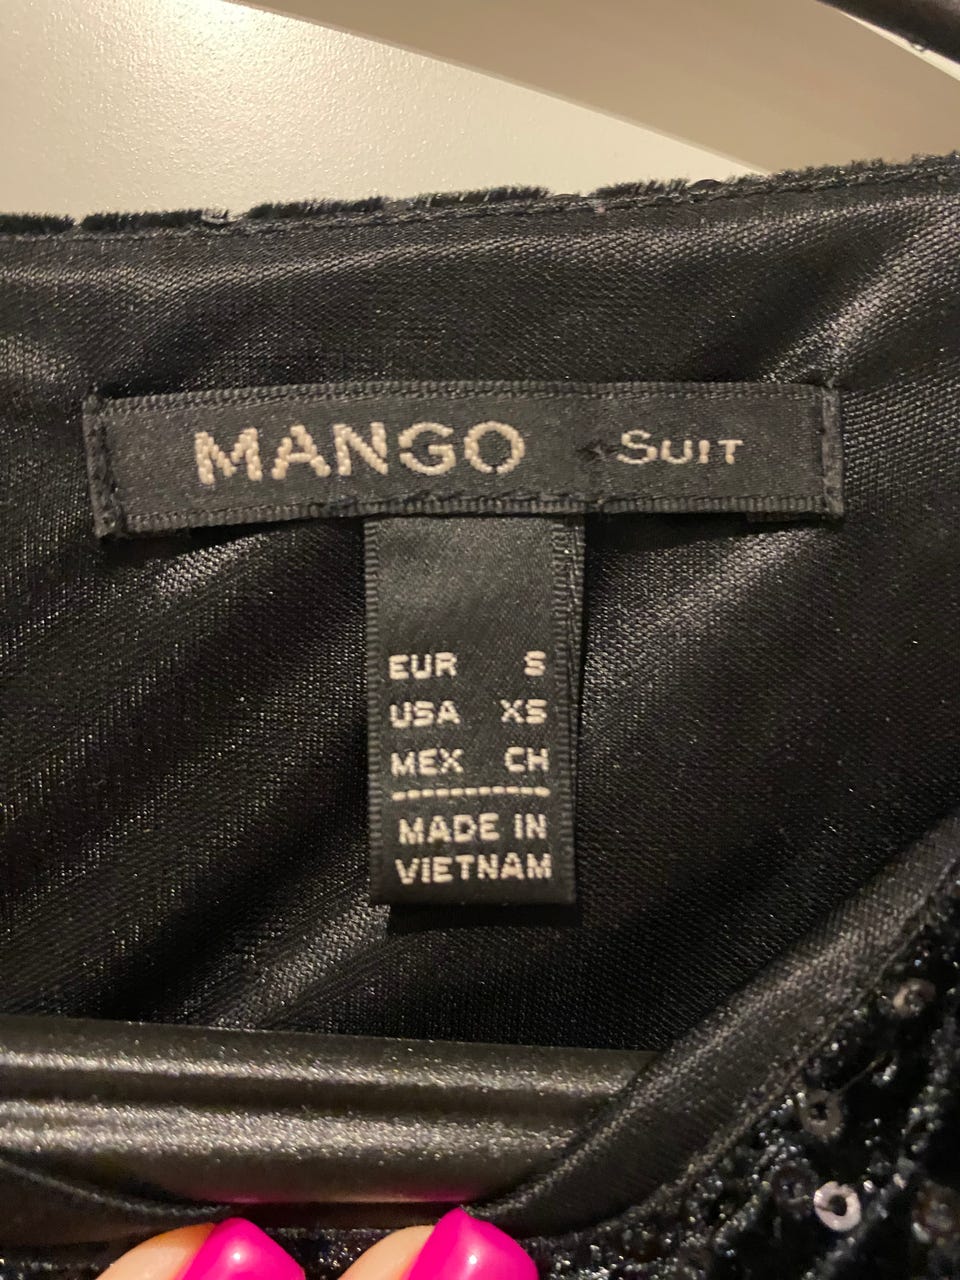 MANGO SUIT
EUR S
USA XS
MEX CH
MADE IN
VIETNAM